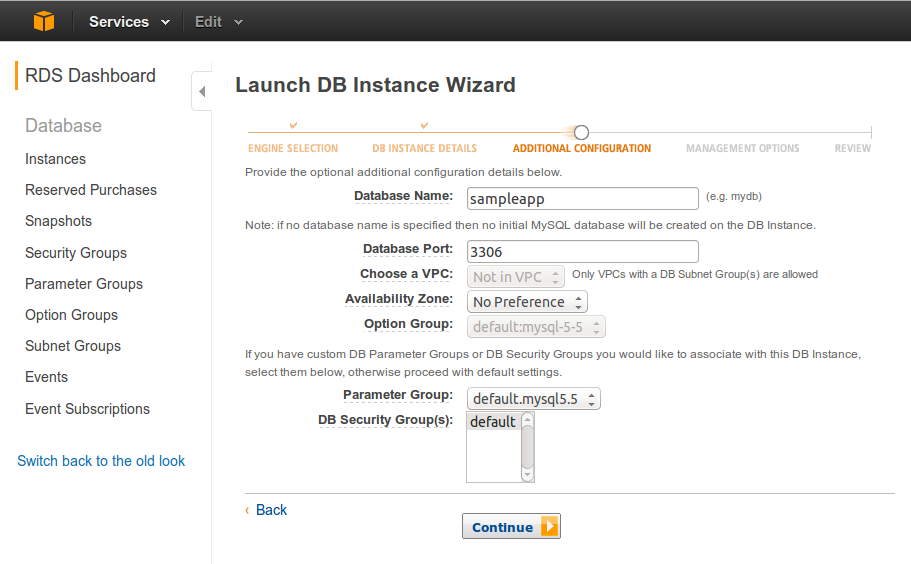 Services Edit
RDS Dashboard
Database
Instances
Reserved Purchases
Snapshots
Security Groups
Parameter Groups
Option Groups
Subnet Groups
Events
Event Subscriptions
Switch back to the old look
Launch DB Instance Wizard
ENGINE SELECTION DB INSTANCE DETAILS ADDITIONAL CONFIGURATION MANAGEMENT OPTIONS REVIEW
Provide the optional additional configuration details below.
Database Name: sampleapp (e.g. mydb)
Note: if no database name is specified then no initial MySQL database will be created on the DB Instance.
Database Port: 3306
Choose a VPC: Not in VPC Only VPCs with a DB Subnet Group(s) are allowed
Availability Zone: No Preference
Option Group: default:mysql-5-5
If you have custom DB Parameter Groups or DB Security Groups you would like to associate with this DB Instance,
select them below, otherwise proceed with default settings.
Parameter Group: default.mysql5.5
DB Security Group(s): default
‹ Back
Continue